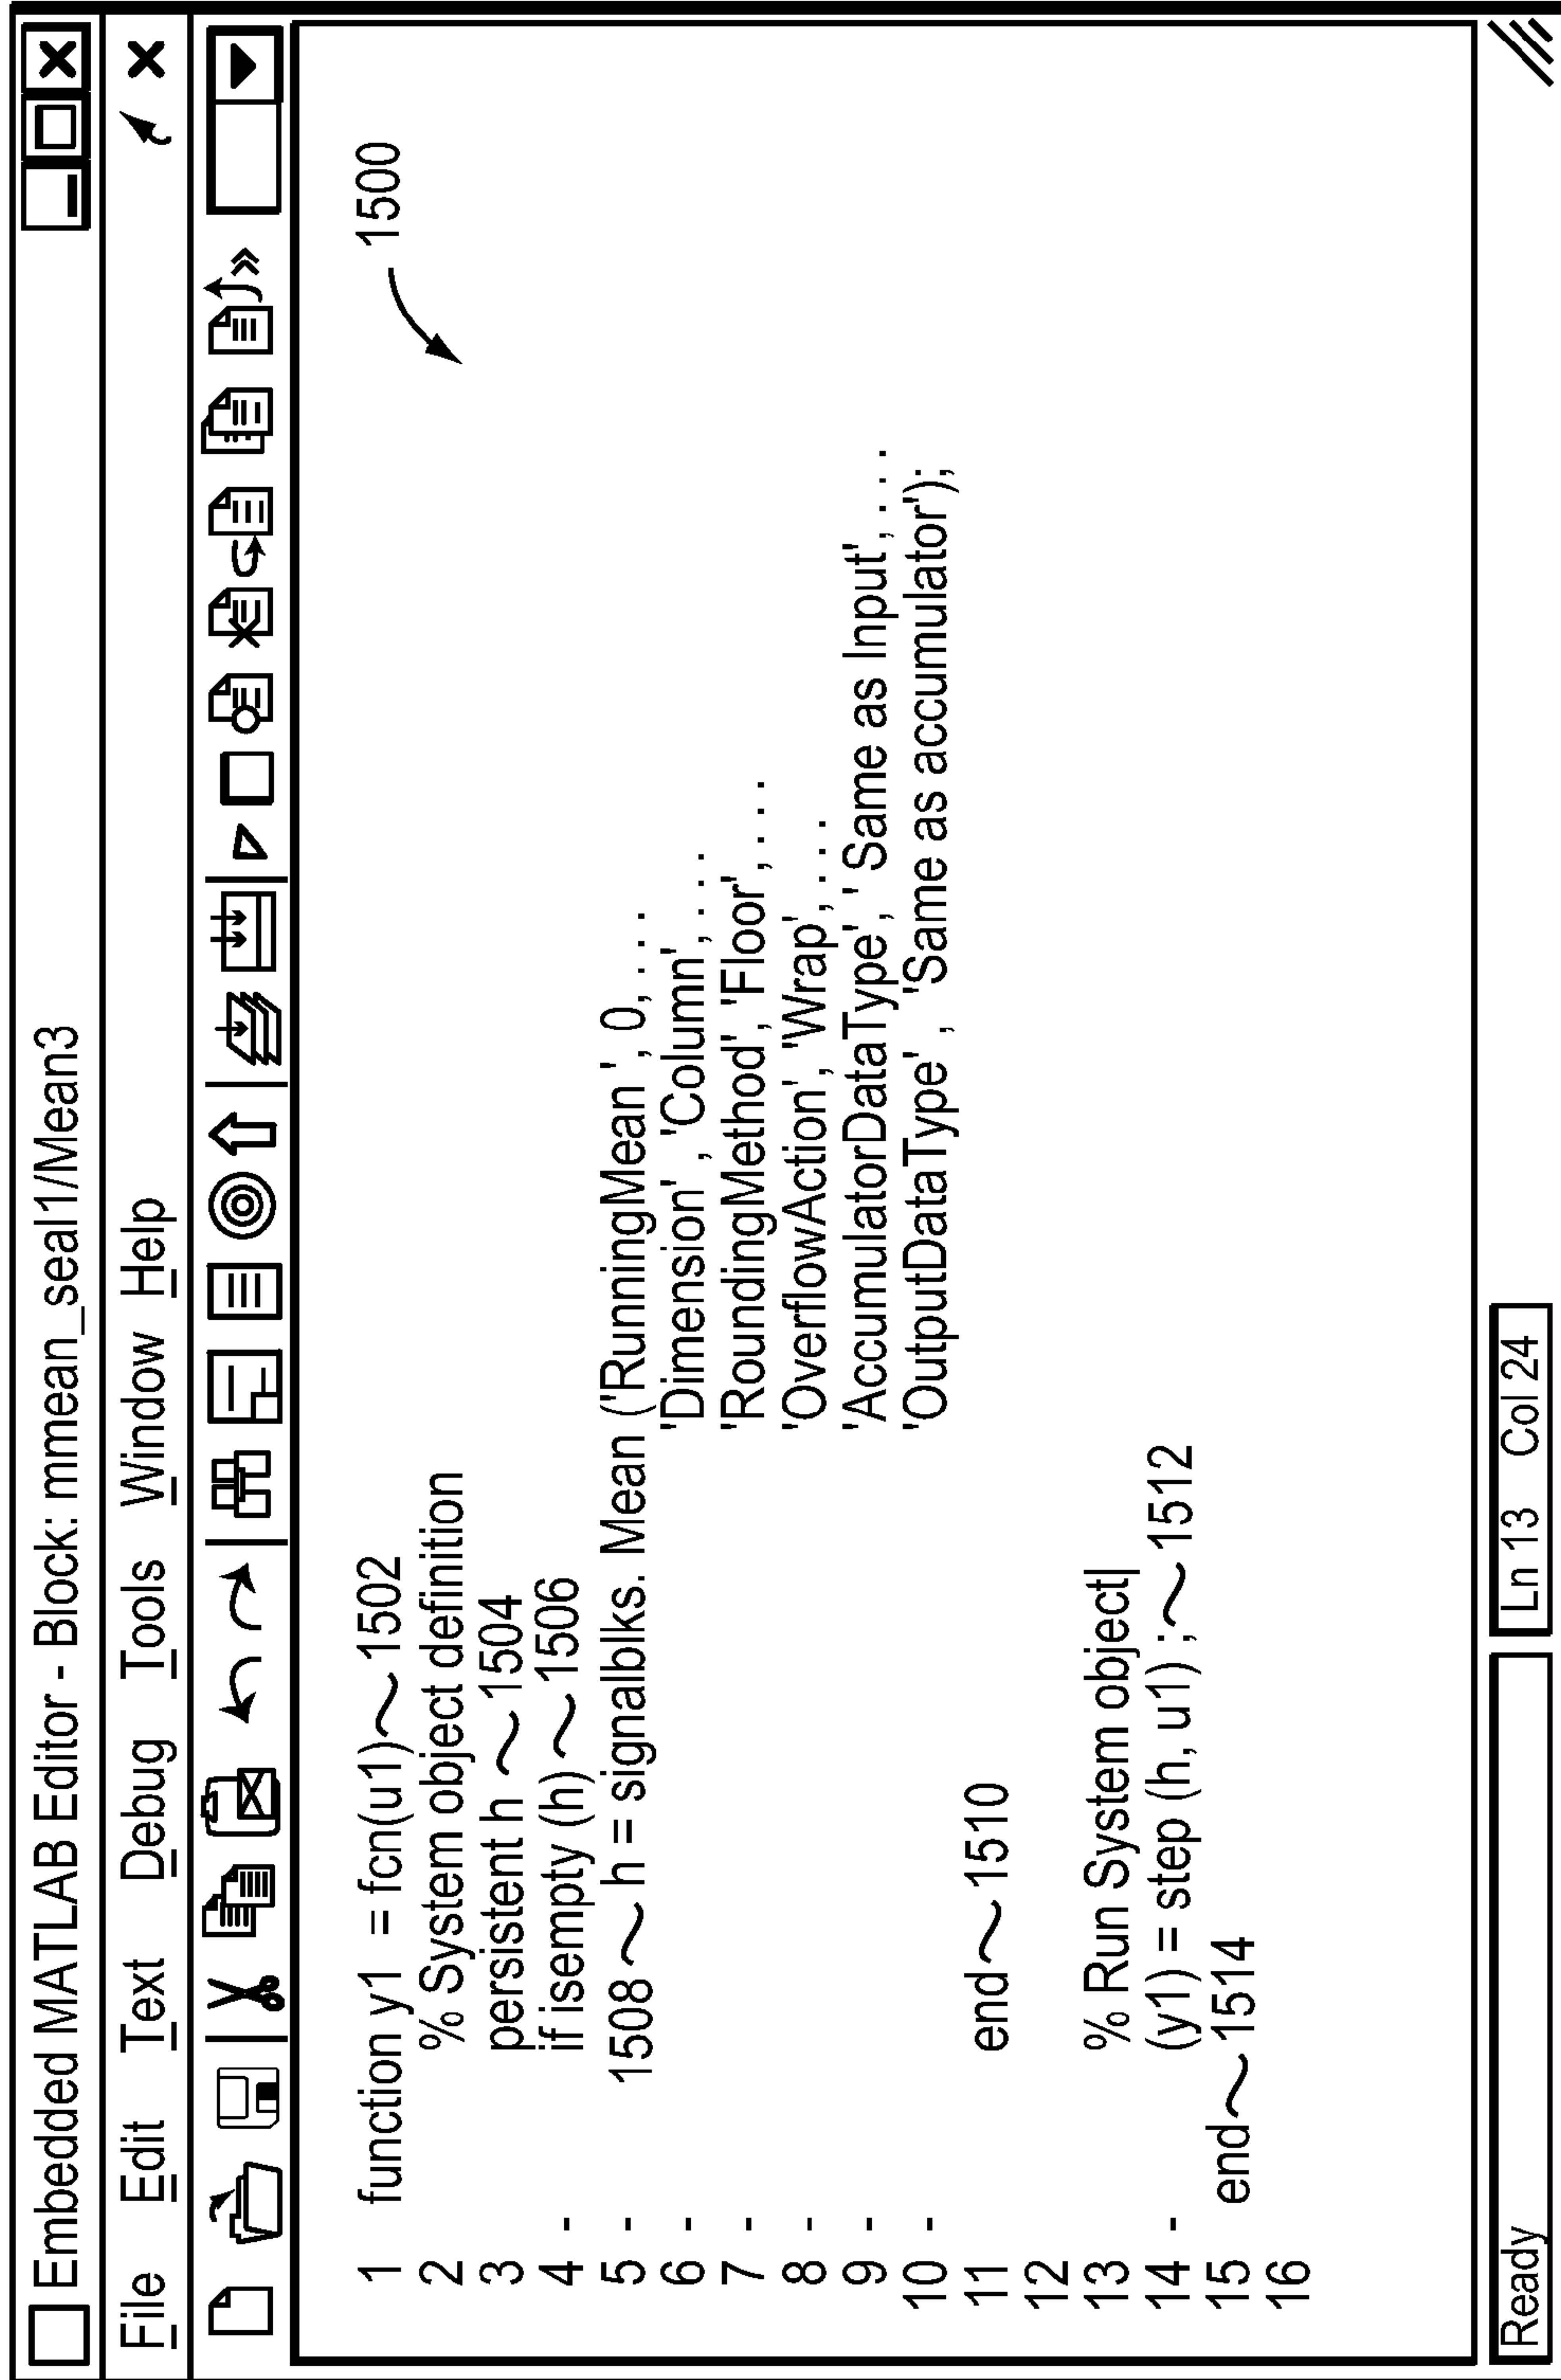 Embedded MATLAB Editor - Block: mmean_seal1/Mean3
File Edit Text Debug Tools Window Help
1500
1 function y1 = fcn(u1)~1502
2 % System object definition
3 persistent h ~1504
4 - if isempty (h)~1506
5 - 1508~h = signalblks. Mean ('RunningMean ', 0, . . .
6 - 'Dimension' , 'Column', . . .
7 - 'RoundingMethod', 'Floor', . . .
8 - 'OverflowAction', 'Wrap', . . .
9 - 'AccumulatorDataType', ' Same as Input', . . .
10 - 'OutputDataType' , 'Same as accumulator');
11 end~1510
12
13 % Run System object|
14 - (y1) = step (h, u1) ;~1512
15 end~1514
16
Ready Ln 13 Col 24